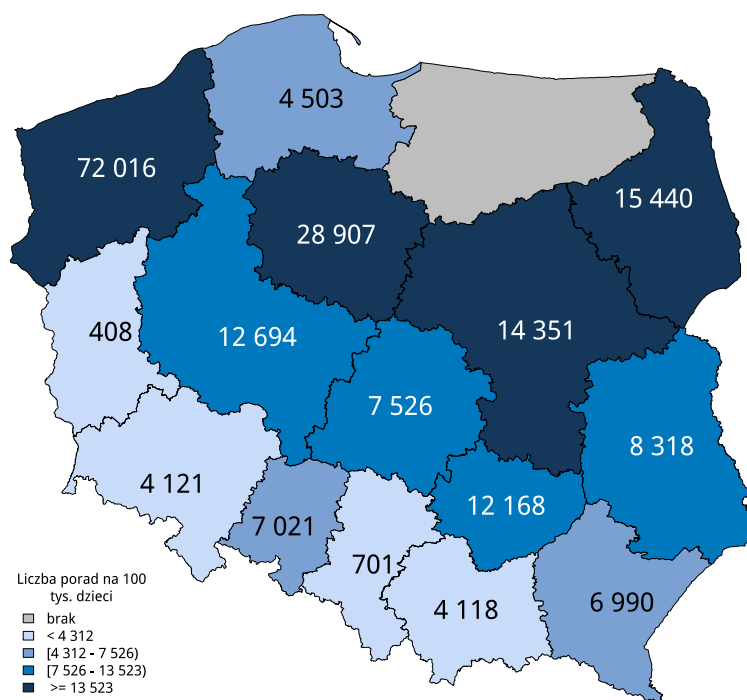 4 503
72 016
15 440
28 907
14 351
408
12 694
7 526
8 318
4 121
12 168
7 021
701
4 118
6 990
Liczba porad na 100
tys. dzieci
brak
< 4 312
[4 312 - 7 526)
[7 526 - 13 523)
>= 13 523